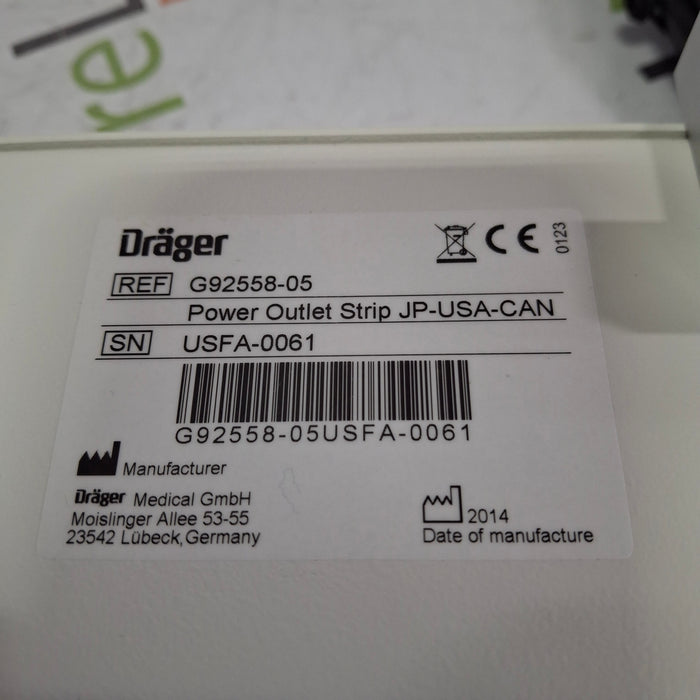 reL
Dräger
CE 0123
REF G92558-05
Power Outlet Strip JP-USA-CAN
SN USFA-0061
G92558-05USFA-0061
Manufacturer
Dräger Medical GmbH
Moislinger Allee 53-55
23542 Lübeck,Germany
2014
Date of manufacture